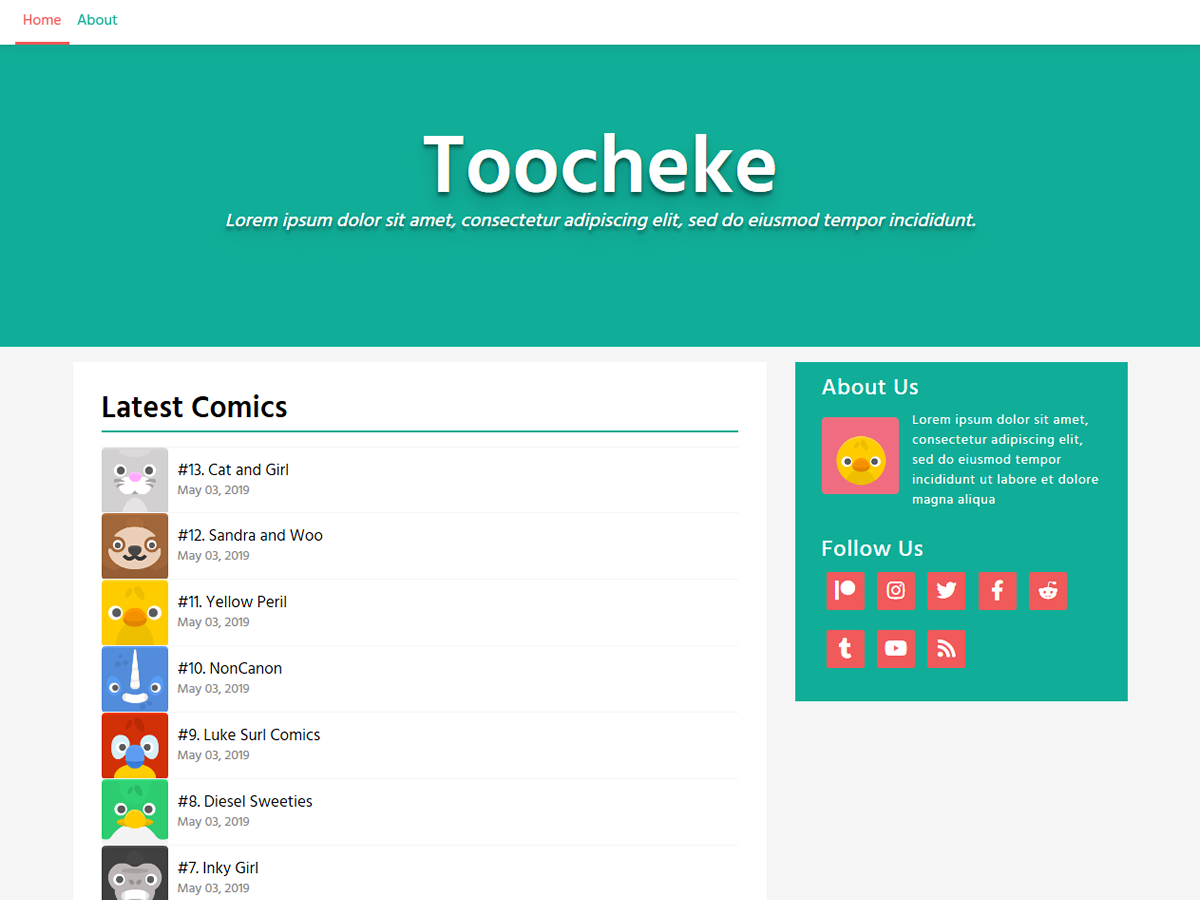 Home About
Toocheke
Lorem ipsum dolor sit amet, consectetur adipiscing elit, sed do eiusmod tempor incididunt.
Latest Comics
#13. Cat and Girl
May 03, 2019
#12. Sandra and Woo
May 03, 2019
#11. Yellow Peril
May 03, 2019
#10. NonCanon
May 03, 2019
#9. Luke Surl Comics
May 03, 2019
#8. Diesel Sweeties
May 03, 2019
#7. Inky Girl
May 03, 2019
About Us
Lorem ipsum dolor sit amet,
consectetur adipiscing elit,
sed do eiusmod tempor
incididunt ut labore et dolore
magna aliqua
Follow Us